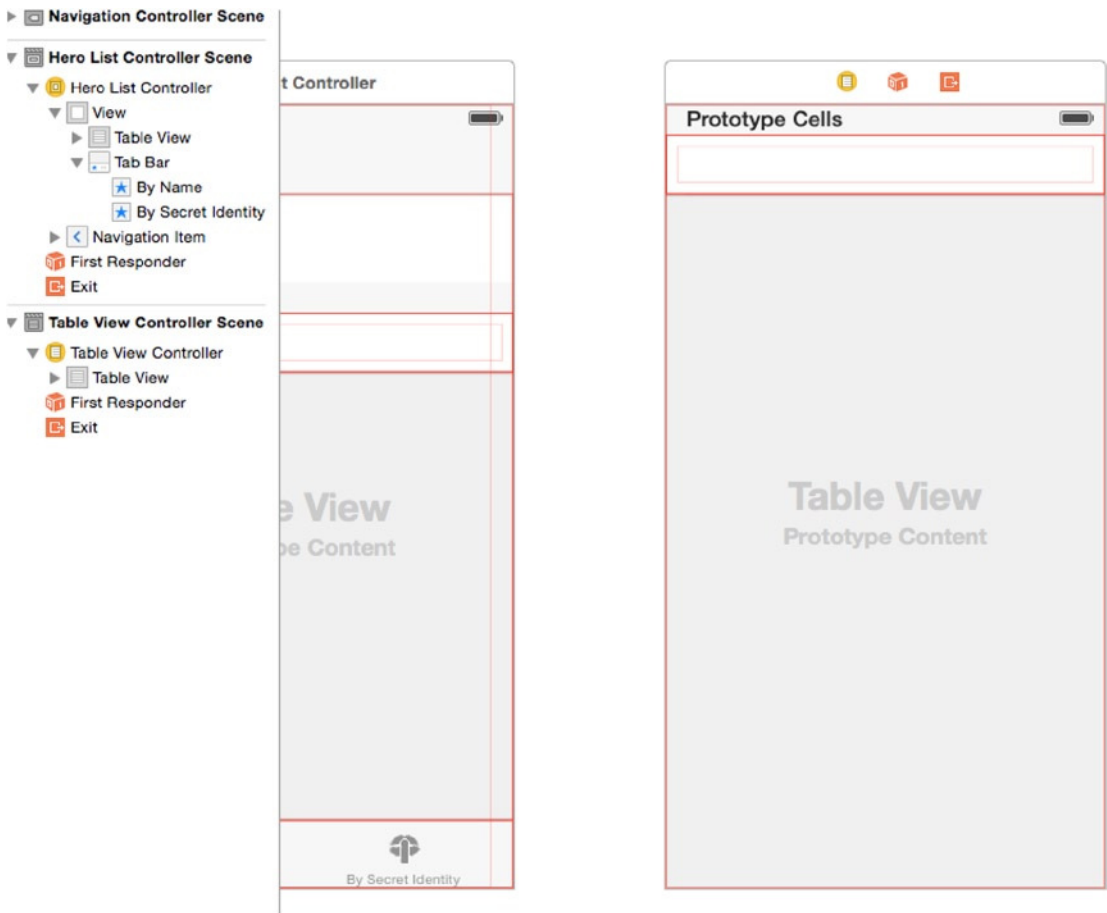 Navigation Controller Scene
Hero List Controller Scene
Hero List Controller
View
Table View
Tab Bar
By Name
By Secret Identity
Navigation Item
First Responder
Exit
Table View Controller Scene
Table View Controller
Table View
First Responder
Exit
t Controller
e View
pe Content
By Secret Identity
Prototype Cells
Table View
Prototype Content